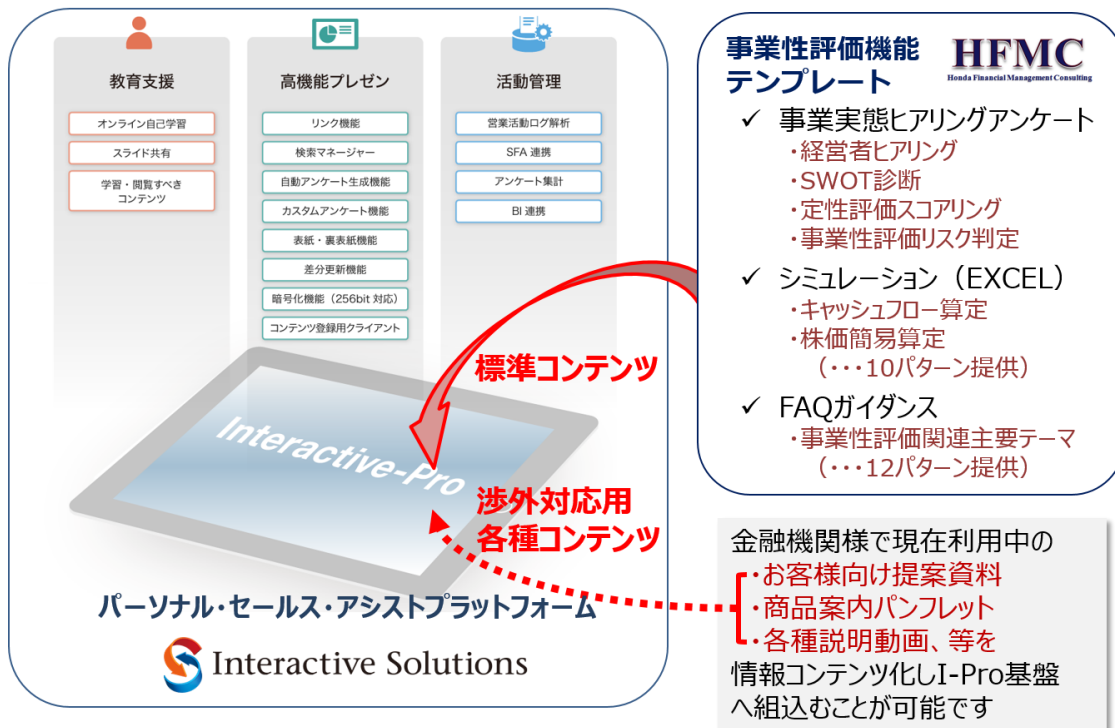 教育支援
オンライン自己学習
スライド共有
学習・閲覧すべき
コンテンツ
高機能プレゼン
リンク機能
検索マネージャー
自動アンケート生成機能
カスタムアンケート機能
表紙・裏表紙機能
差分更新機能
暗号化機能（256bit 対応）
コンテンツ登録用クライアント
活動管理
営業活動ログ解析
SFA 連携
アンケート集計
BI 連携
標準コンテンツ
Interactive-Pro
渉外対応用
各種コンテンツ
パーソナル・セールス・アシストプラットフォーム
Interactive Solutions
事業性評価機能
テンプレート
HFMC
Honda Financial Management Consulting
✓ 事業実態ヒアリングアンケート
・経営者ヒアリング
・SWOT診断
・定性評価スコアリング
・事業性評価リスク判定
✓ シミュレーション（EXCEL）
・キャッシュフロー算定
・株価簡易算定
（・・・10パターン提供）
✓ FAQガイダンス
・事業性評価関連主要テーマ
（・・・12パターン提供）
金融機関様で現在利用中の
・お客様向け提案資料
・商品案内パンフレット
・各種説明動画、等を
情報コンテンツ化しI-Pro基盤
へ組込むことが可能です